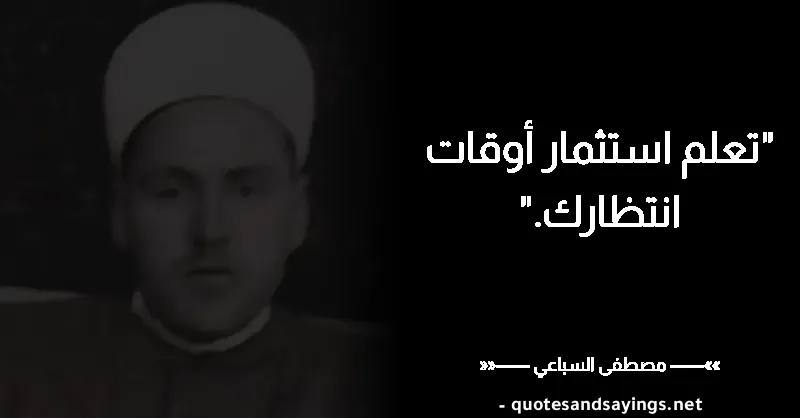 "تعلم استثمار أوقات
انتظارك."
»»—— مصطفى السباعي ——««
- quotesandsayings.net